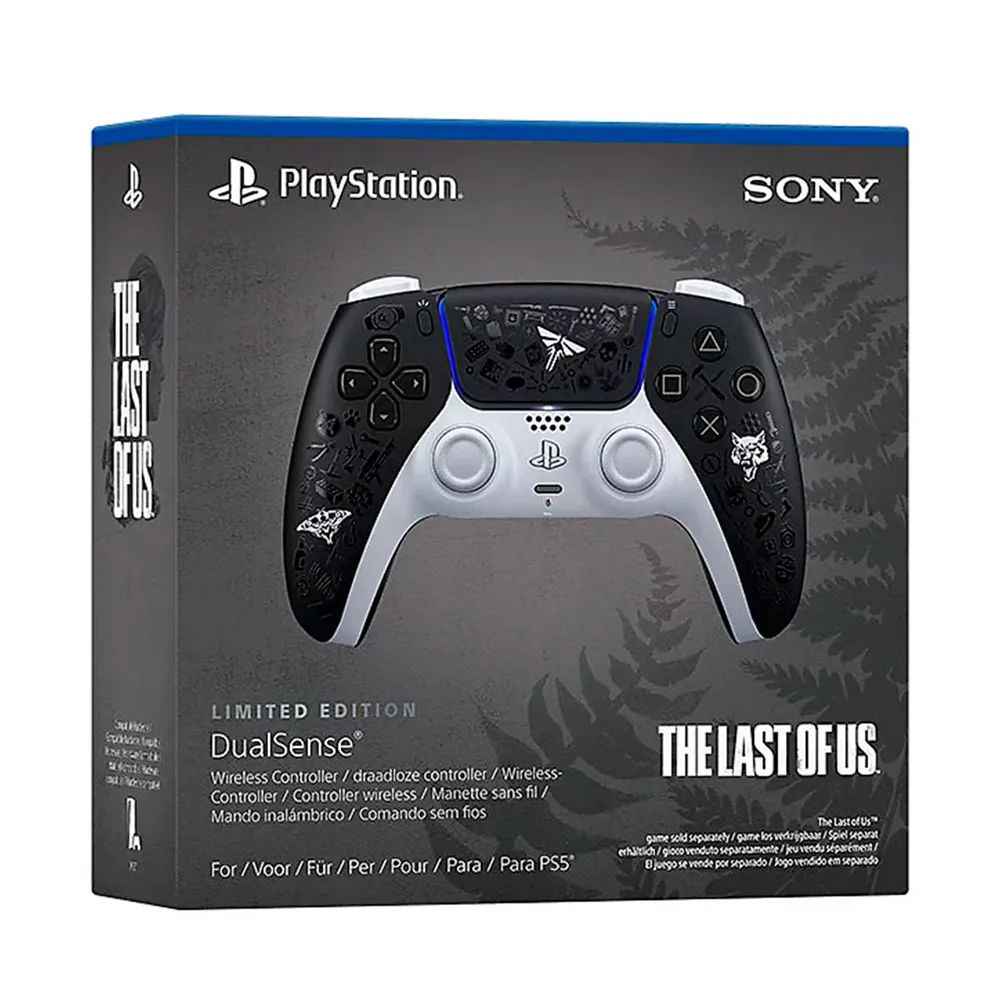 PlayStation®
SONY®
THE
LAST
OF US
LIMITED EDITION
DualSense®
Wireless Controller / draadloze controller / Wireless-
Controller / Controller wireless / Manette sans fil /
Mando inalámbrico / Comando sem fios
For / Voor / Für / Per / Pour / Para / Para PS5®
THE LAST OF US
The Last of Us™
game sold separately / game los verkrijgbaar / Spiel separat
erhältlich / gioco venduto separatamente / jeu vendu séparément /
El juego se vende por separado / Jogo vendido em separado